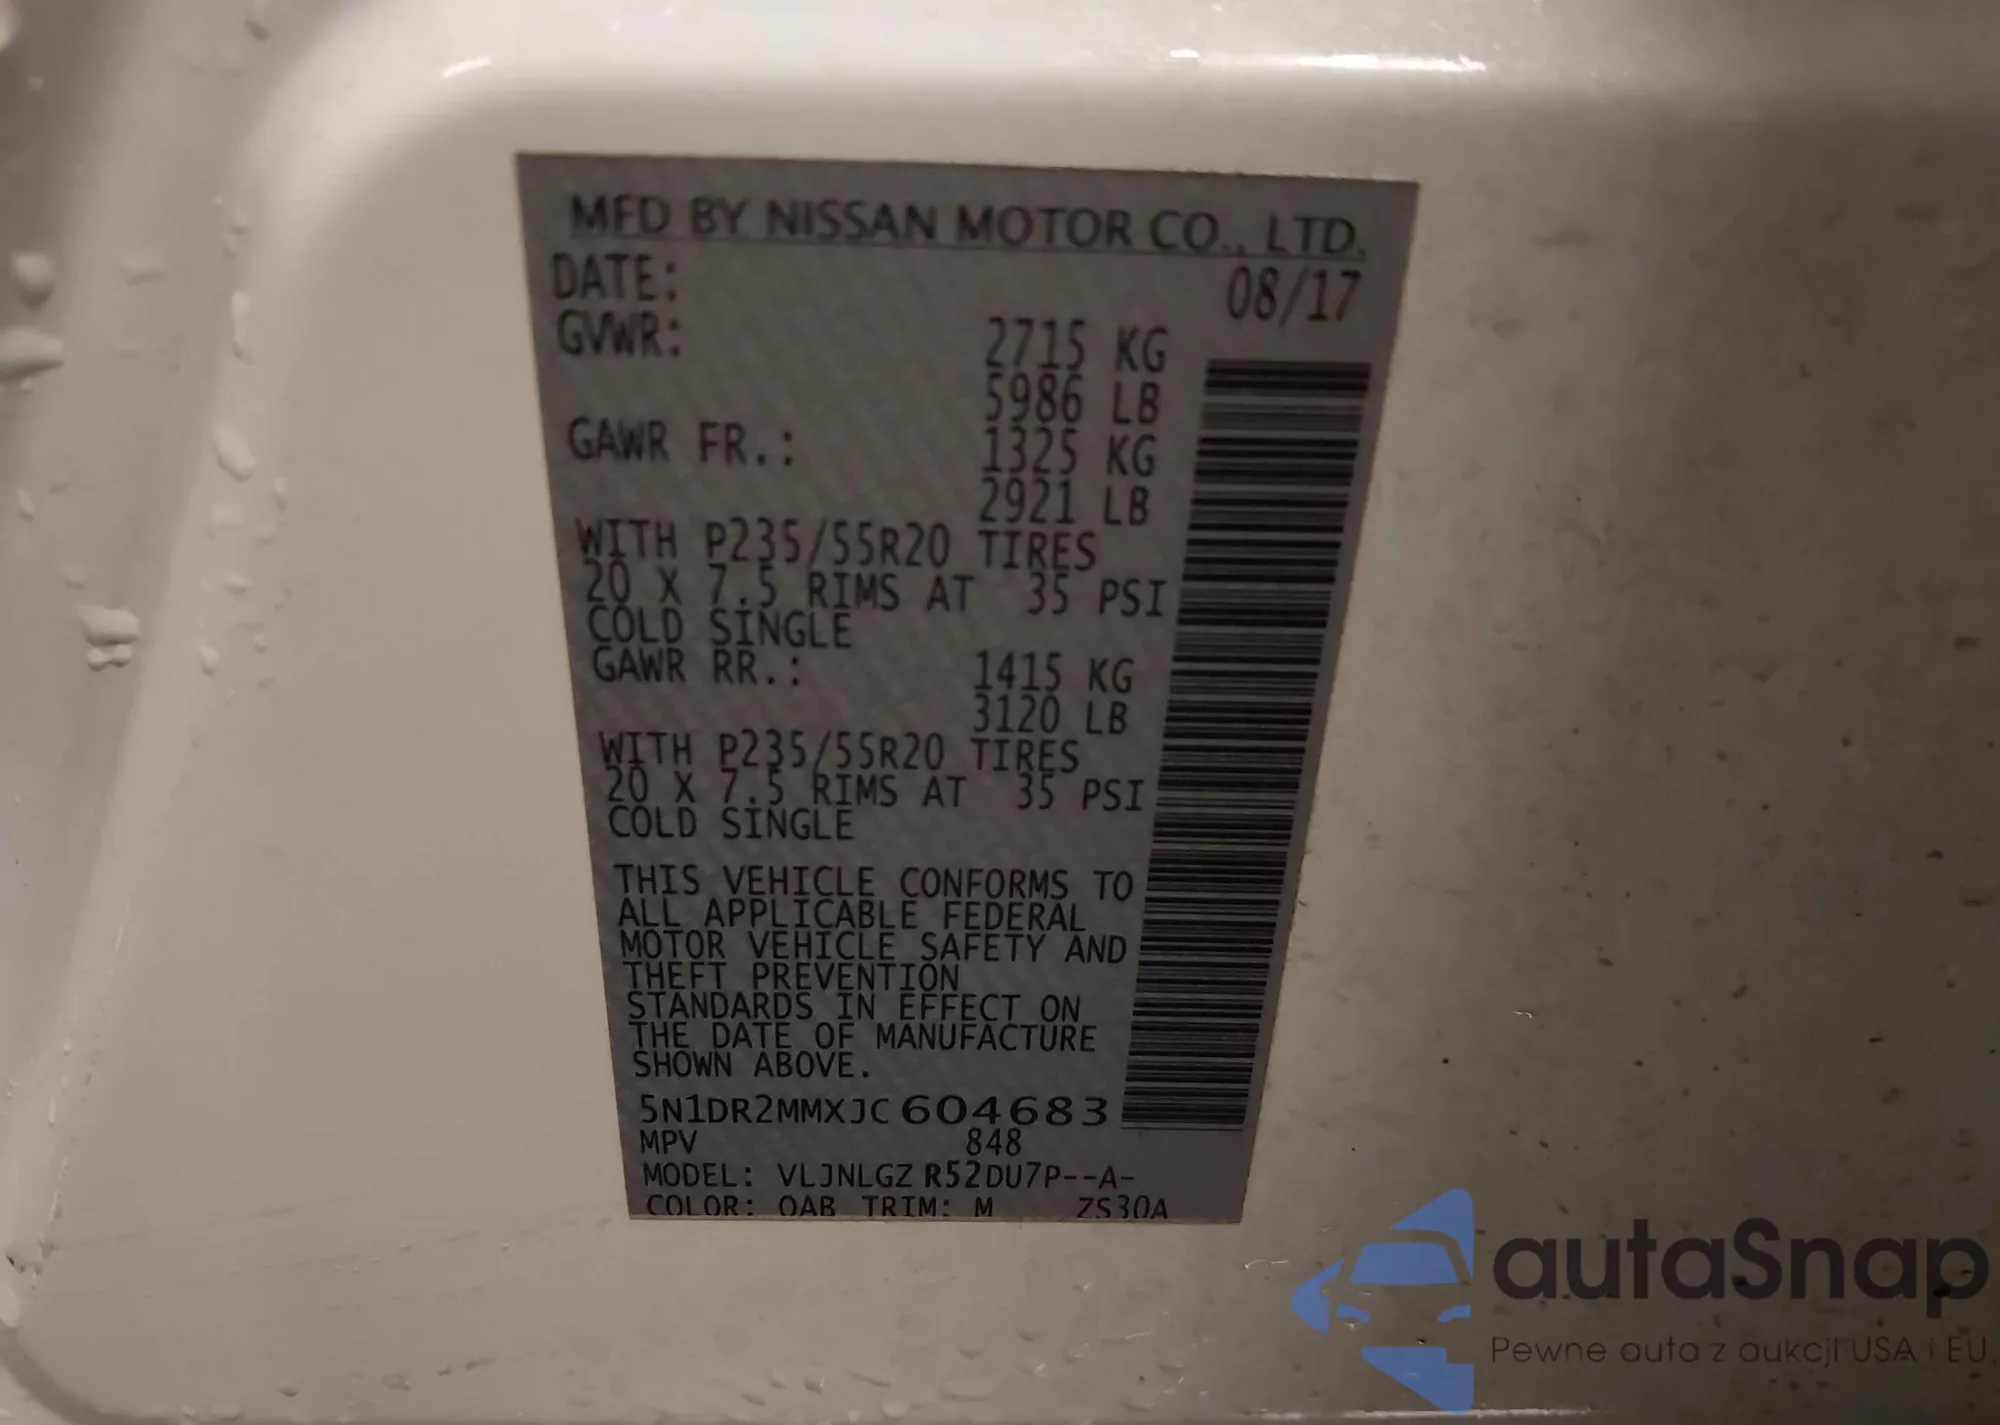 MFD BY NISSAN MOTOR CO., LTD.
DATE: 08/17
GVWR: 2715 KG
5986 LB
GAWR FR.: 1325 KG
2921 LB
WITH P235/55R20 TIRES
20 X 7.5 RIMS AT 35 PSI
COLD SINGLE
GAWR RR.: 1415 KG
3120 LB
WITH P235/55R20 TIRES
20 X 7.5 RIMS AT 35 PSI
COLD SINGLE
THIS VEHICLE CONFORMS TO
ALL APPLICABLE FEDERAL
MOTOR VEHICLE SAFETY AND
THEFT PREVENTION
STANDARDS IN EFFECT ON
THE DATE OF MANUFACTURE
SHOWN ABOVE.
5N1DR2MMXJC604683
MPV 848
MODEL: VLJNLGZ R52DU7P--A-
COLOR: QAB TRIM: M ZS30A
autaSnap
Pewne auta z aukcji USA i EU.